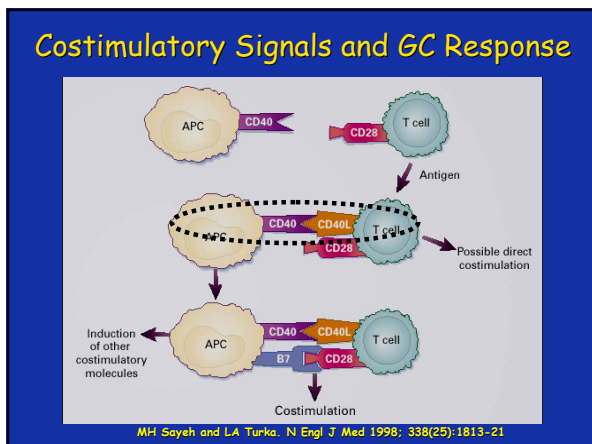 Costimulatory Signals and GC Response
APC
CD40
CD28
T cell
Antigen
APC
CD40
CD40L
CD28
T cell
Possible direct
costimulation
Induction
of other
costimulatory
molecules
APC
CD40
CD40L
T cell
B7
CD28
Costimulation
MH Sayeh and LA Turka. N Engl J Med 1998; 338(25):1813-21